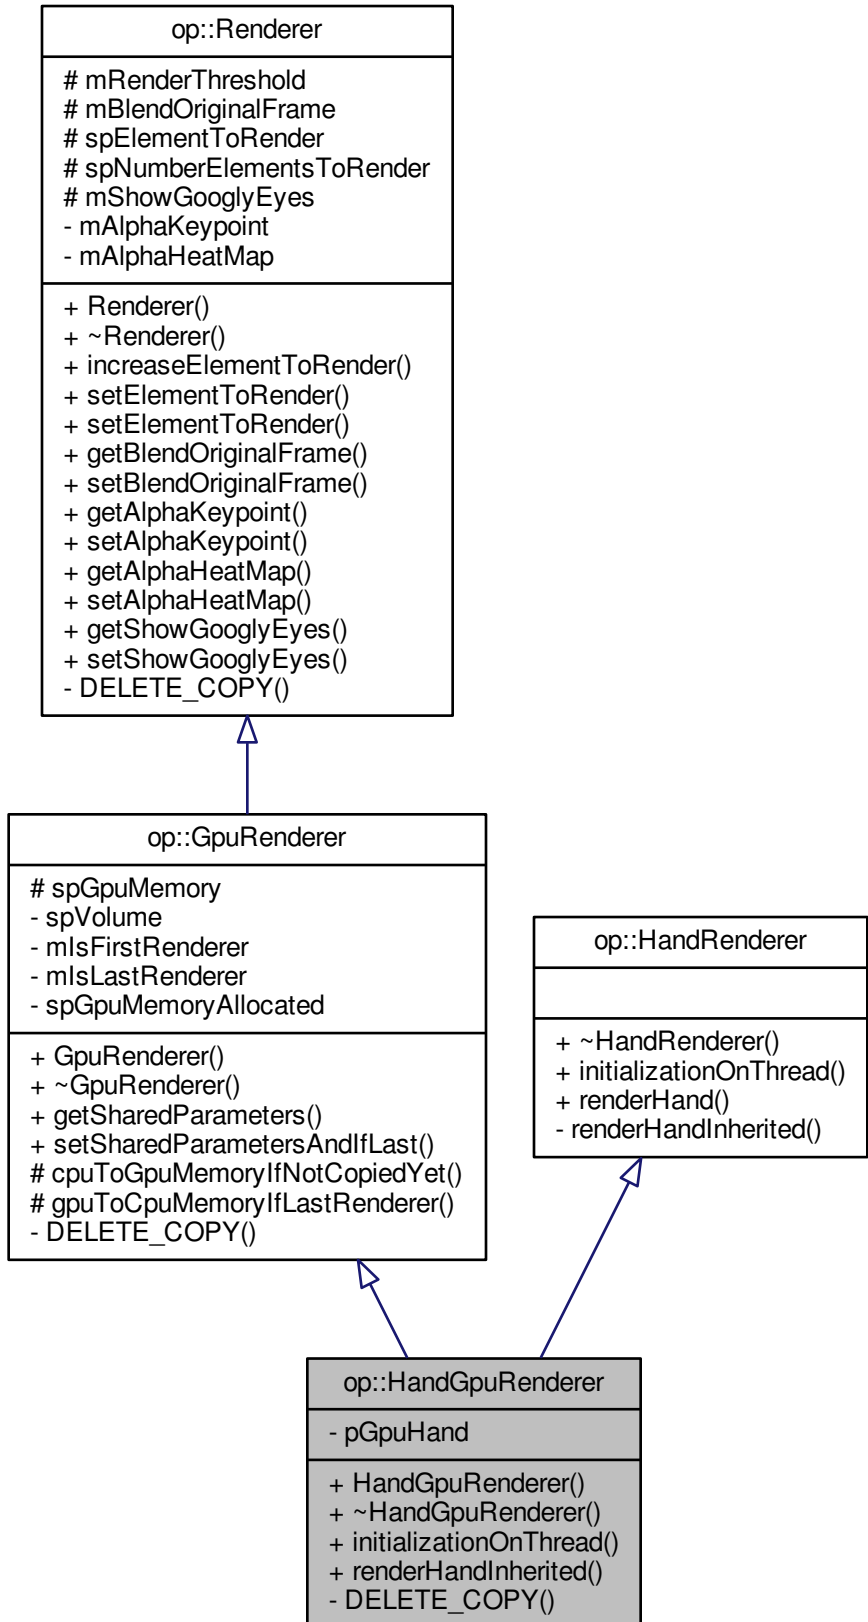 op::Renderer
# mRenderThreshold
# mBlendOriginalFrame
# spElementToRender
# spNumberElementsToRender
# mShowGooglyEyes
- mAlphaKeypoint
- mAlphaHeatMap
+ Renderer()
+ ~Renderer()
+ increaseElementToRender()
+ setElementToRender()
+ setElementToRender()
+ getBlendOriginalFrame()
+ setBlendOriginalFrame()
+ getAlphaKeypoint()
+ setAlphaKeypoint()
+ getAlphaHeatMap()
+ setAlphaHeatMap()
+ getShowGooglyEyes()
+ setShowGooglyEyes()
- DELETE_COPY()
op::GpuRenderer
# spGpuMemory
- spVolume
- mIsFirstRenderer
- mIsLastRenderer
- spGpuMemoryAllocated
+ GpuRenderer()
+ ~GpuRenderer()
+ getSharedParameters()
+ setSharedParametersAndIfLast()
# cpuToGpuMemoryIfNotCopiedYet()
# gpuToCpuMemoryIfLastRenderer()
- DELETE_COPY()
op::HandRenderer
+ ~HandRenderer()
+ initializationOnThread()
+ renderHand()
- renderHandInherited()
op::HandGpuRenderer
- pGpuHand
+ HandGpuRenderer()
+ ~HandGpuRenderer()
+ initializationOnThread()
+ renderHandInherited()
- DELETE_COPY()